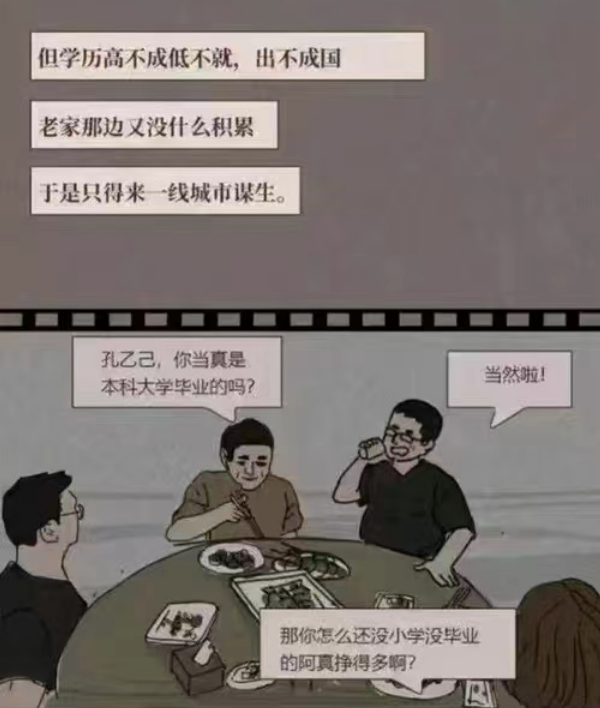 但学历高不成低不就，出不成国
老家那边又没什么积累
于是只得来一线城市谋生。
孔乙己，你当真是
本科大学毕业的吗？
当然啦！
那你怎么还没小学没毕业
的阿真挣得多啊？